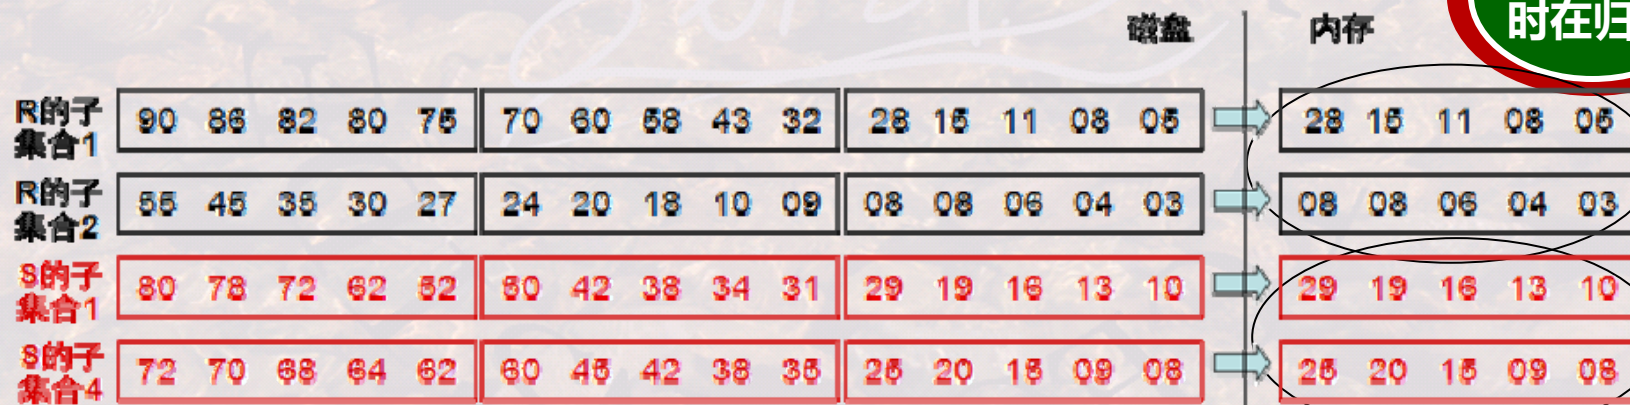 时在归
磁盘 内存
R的子集合1 90 86 82 80 75 70 60 58 43 32 28 15 11 08 05 28 15 11 08 05
R的子集合2 55 45 35 30 27 24 20 18 10 09 08 08 06 04 03 08 08 06 04 03
S的子集合1 80 78 72 62 52 50 42 38 34 31 29 19 16 13 10 29 19 16 13 10
S的子集合4 72 70 68 64 62 60 45 42 38 35 25 20 15 09 08 25 20 15 09 08